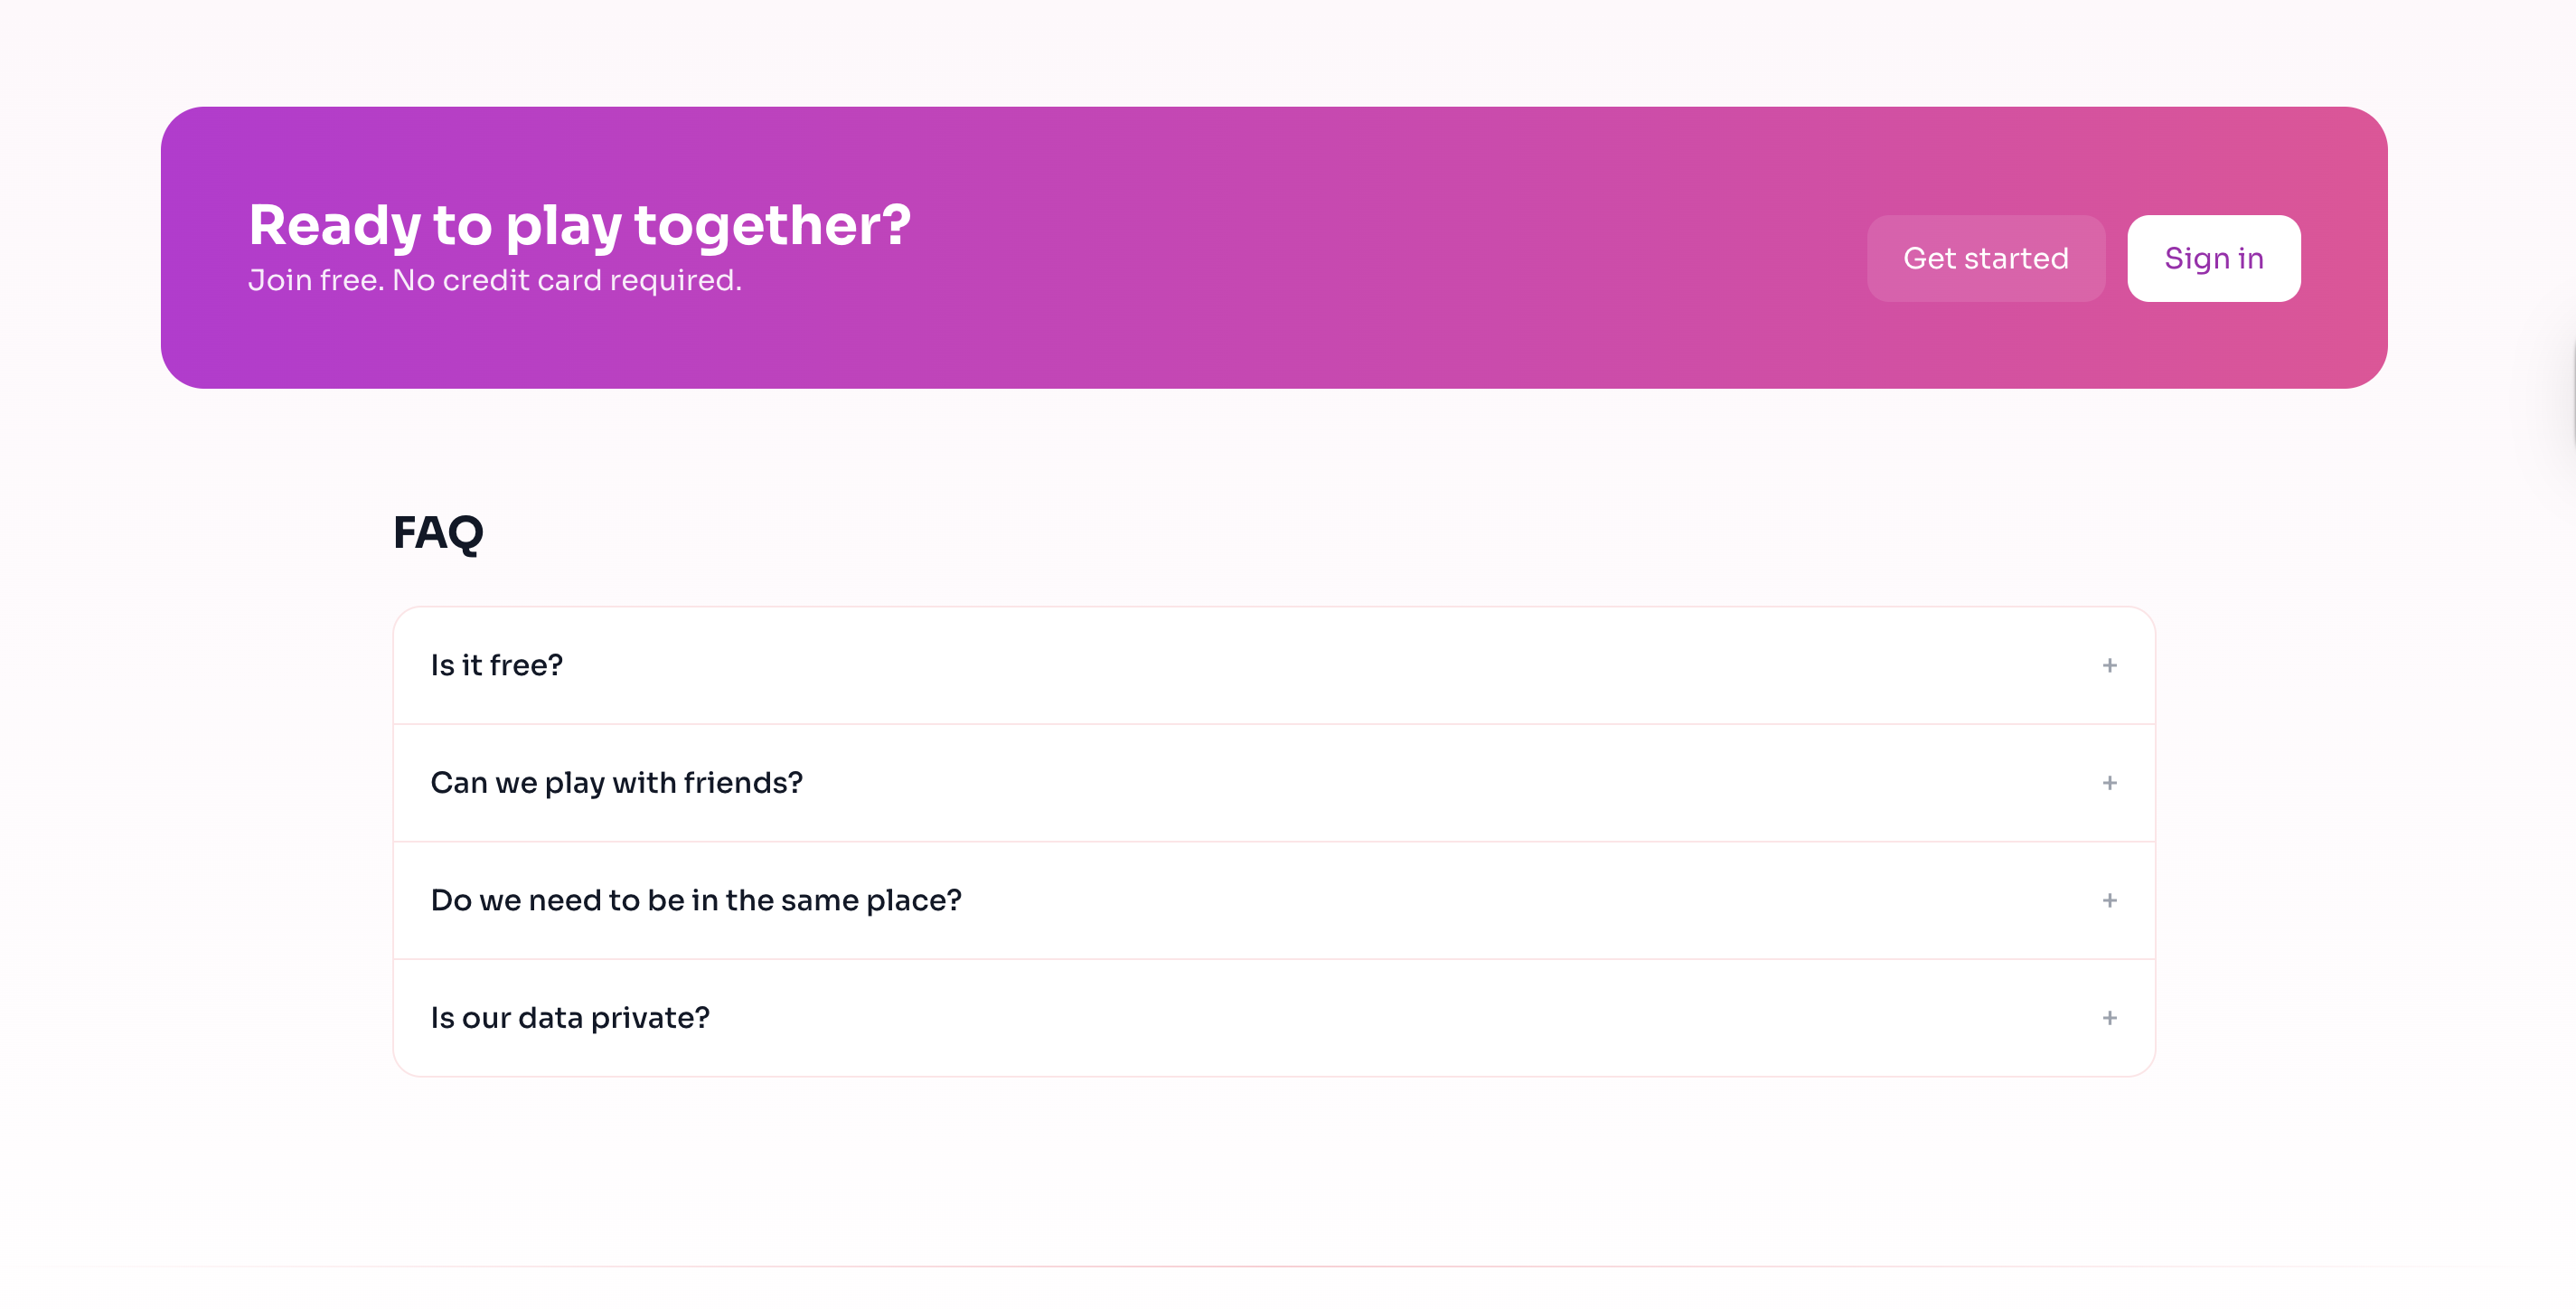 Ready to play together?
Join free. No credit card required.
Get started
Sign in
FAQ
Is it free?
+
Can we play with friends?
+
Do we need to be in the same place?
+
Is our data private?
+